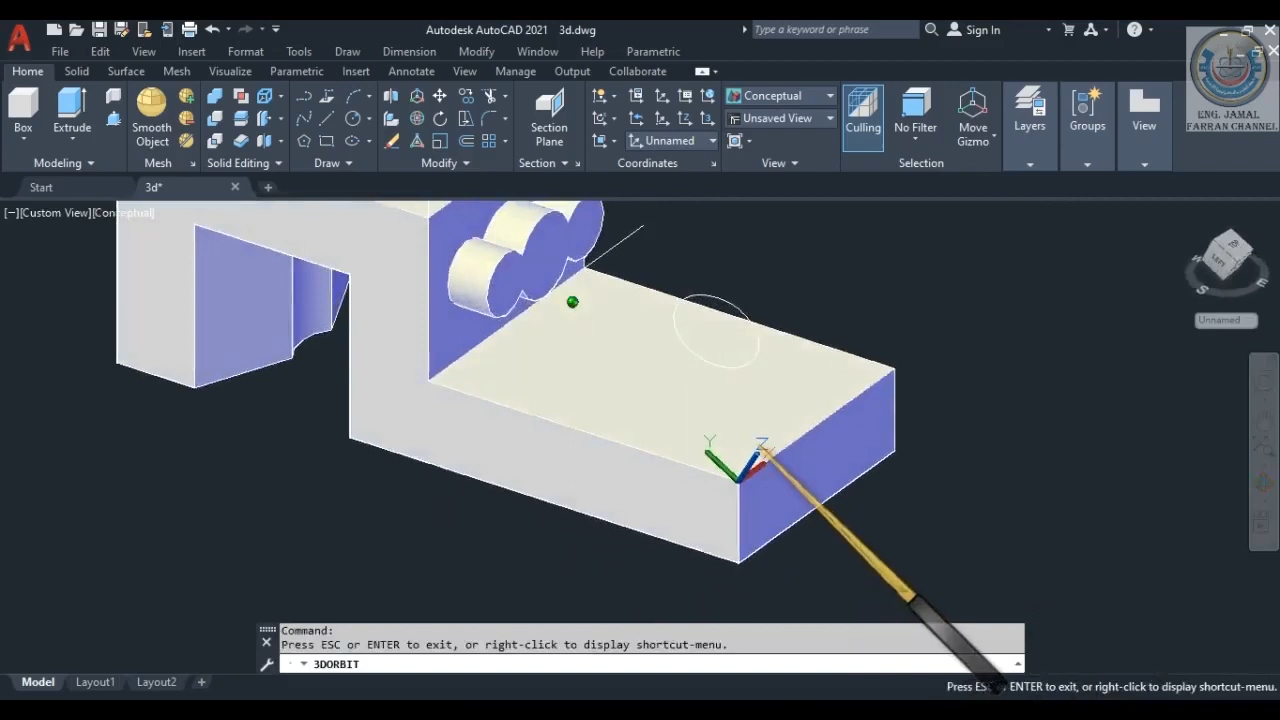 Autodesk AutoCAD 2021 3d.dwg
Type a keyword or phrase
Sign In
File Edit View Insert Format Tools Draw Dimension Modify Window Help Parametric
Home Solid Surface Mesh Visualize Parametric Insert Annotate View Manage Output Collaborate
ENG. JAMAL
FARRAN CHANNEL
Box
Extrude
Smooth
Object
Section
Plane
Conceptual
Unsaved View
Unnamed
Culling
No Filter
Move
Gizmo
Layers
Groups
View
Modeling Mesh Solid Editing Draw Modify Section Coordinates View Selection
Start 3d*
[−][Custom View][Conceptual]
LEFT
W
S
E
Unnamed
Y
Z
Command:
Press ESC or ENTER to exit, or right-click to display shortcut-menu.
3DORBIT
Model Layout1 Layout2
Press ENTER to exit, or right-click to display shortcut-menu.